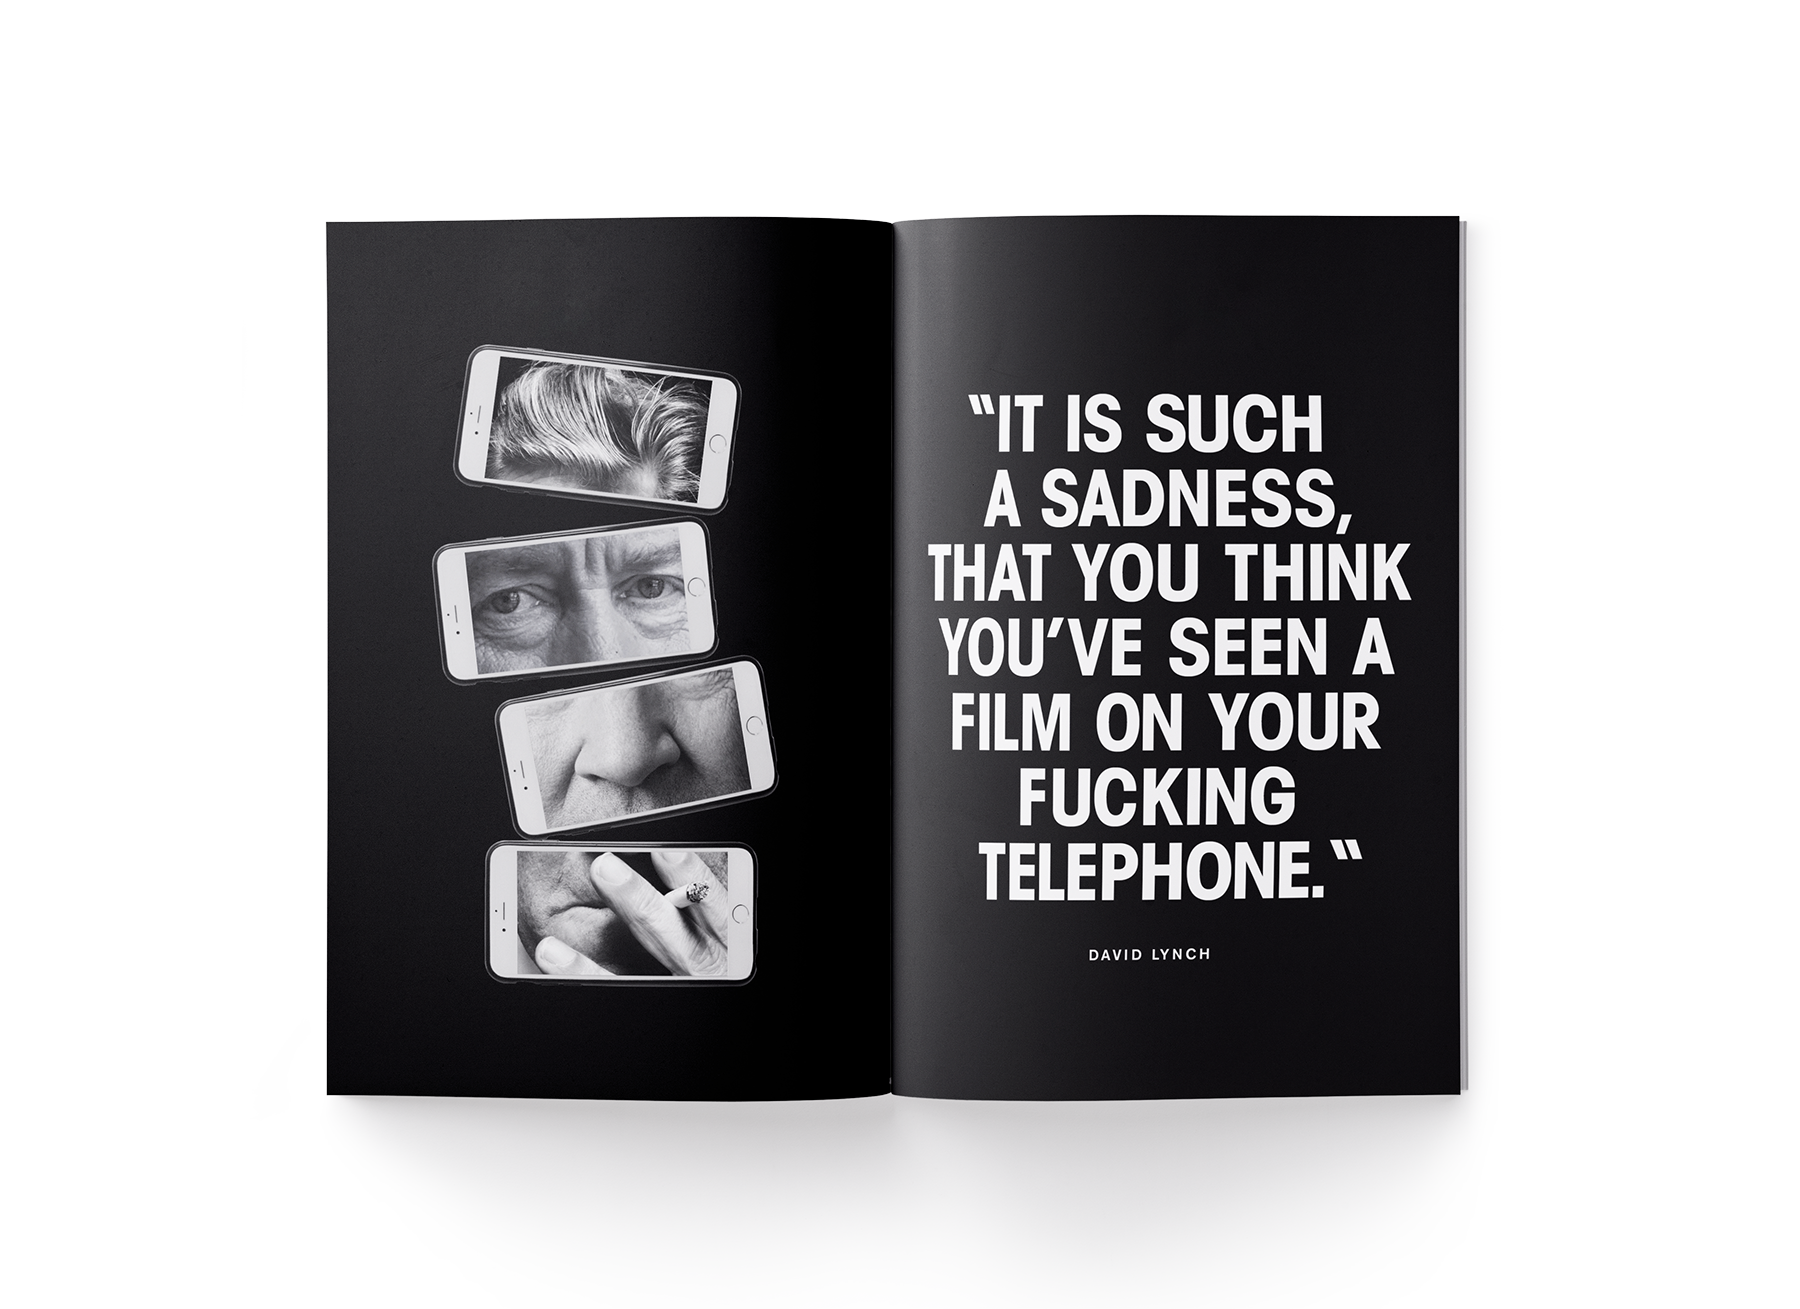 “IT IS SUCH
A SADNESS,
THAT YOU THINK
YOU’VE SEEN A
FILM ON YOUR
FUCKING
TELEPHONE.“
DAVID LYNCH